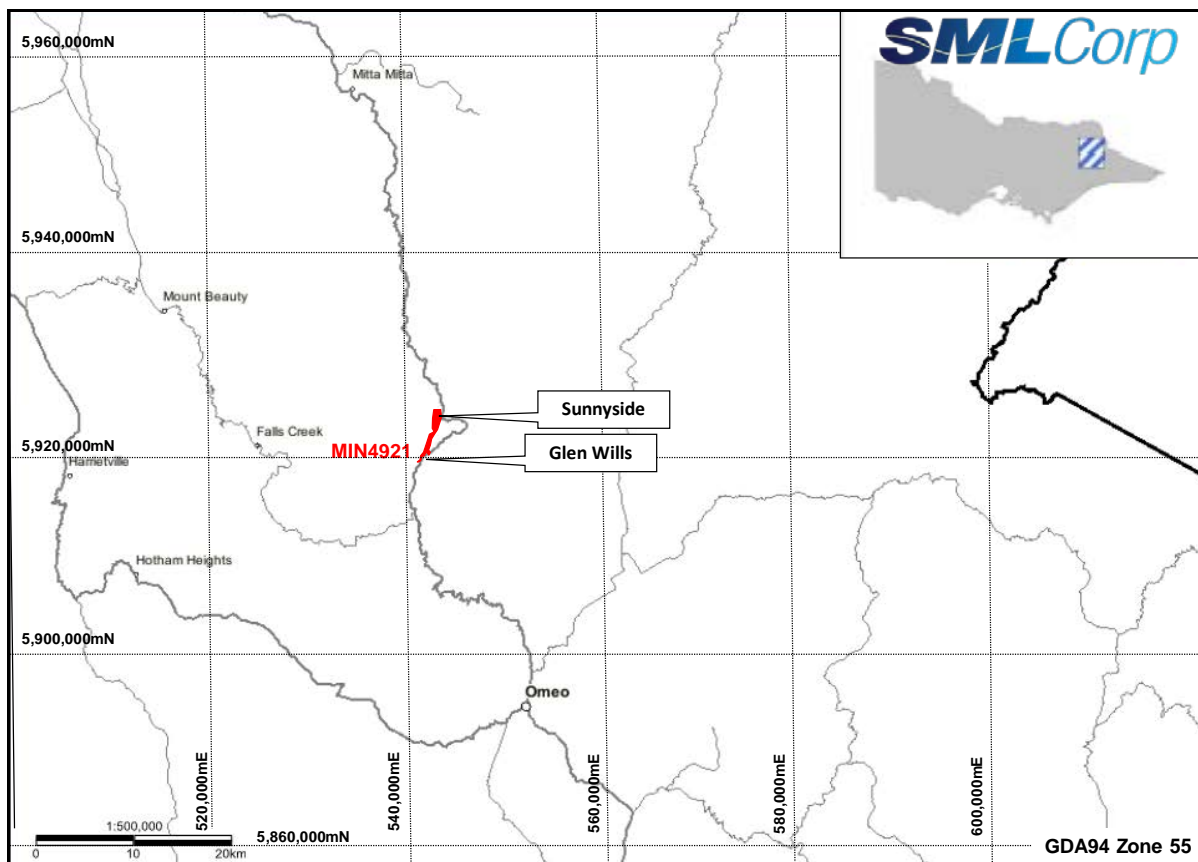 5,960,000mN
SMLCorp
Mitta Mitta
5,940,000mN
Mount Beauty
Sunnyside
Falls Creek
MIN4921
Glen Wills
5,920,000mN
Harrietville
Hotham Heights
5,900,000mN
Omeo
520,000mE
540,000mE
560,000mE
580,000mE
600,000mE
1:500,000
5,860,000mN
0
10
20km
GDA94 Zone 55